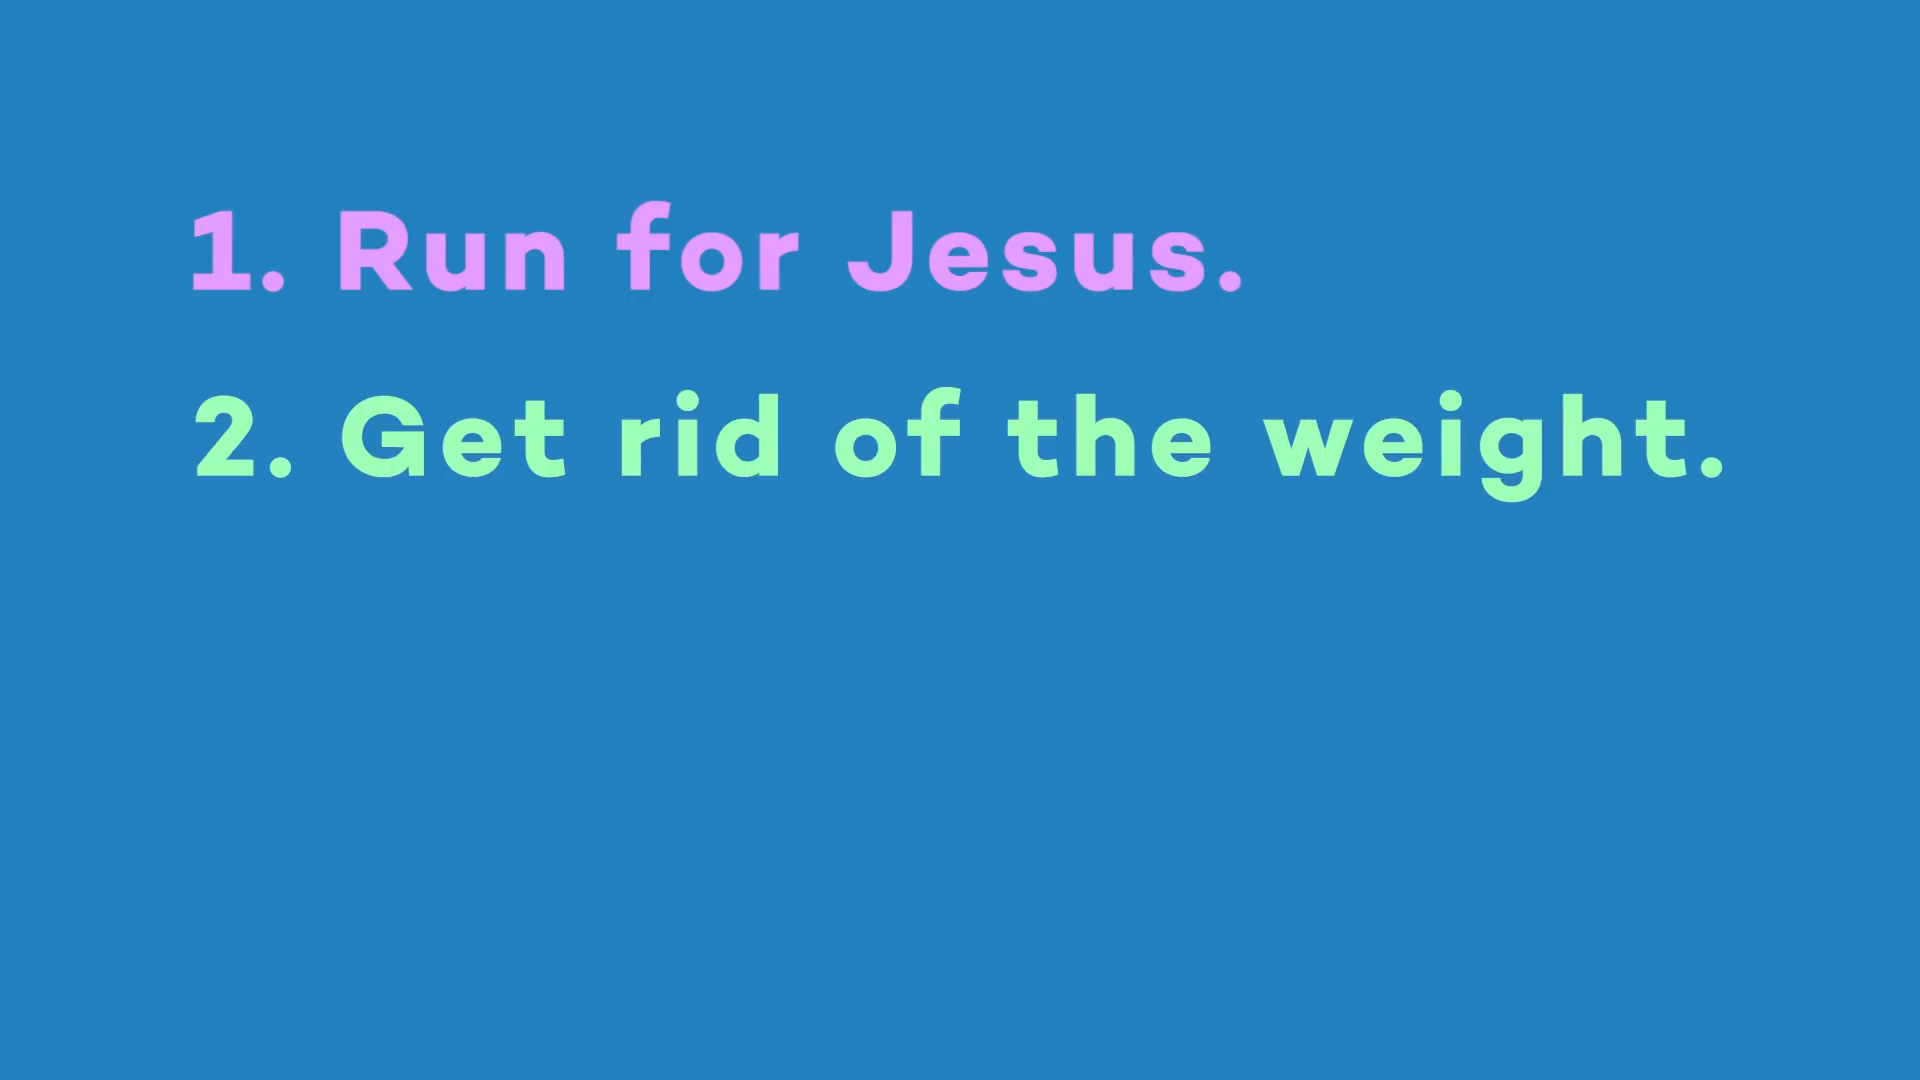 1. Run for Jesus.
2. Get rid of the weight.